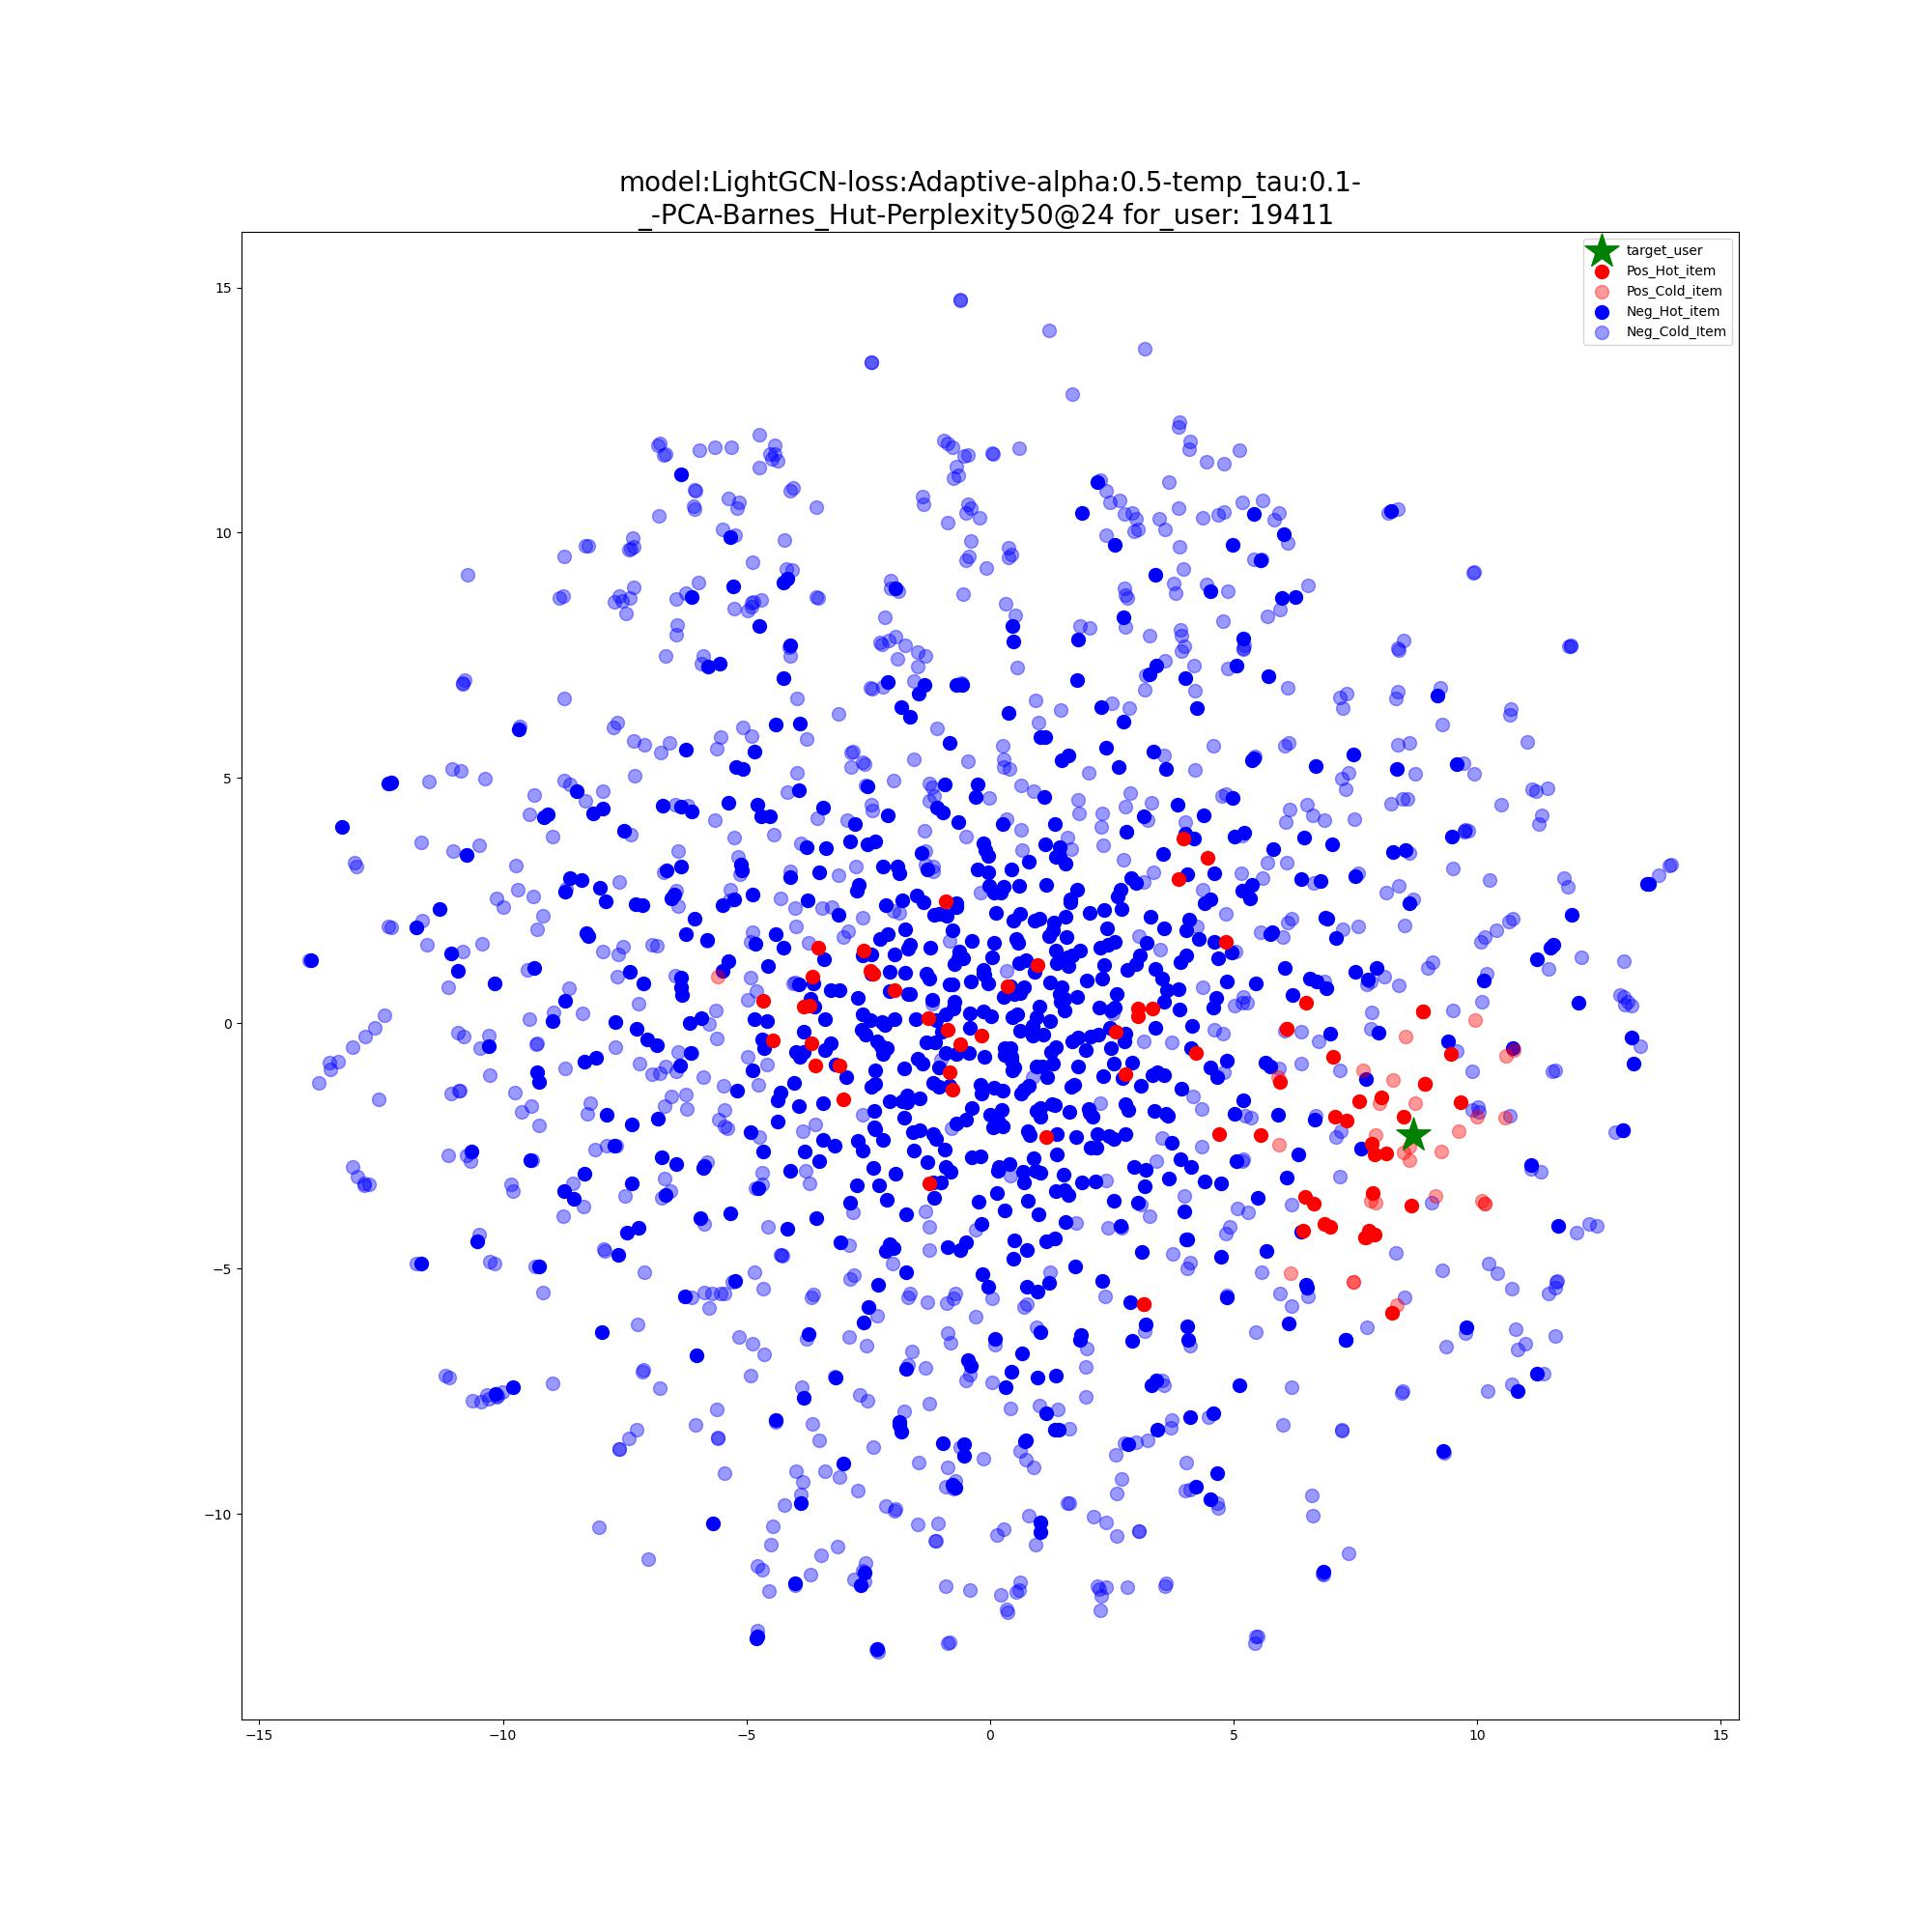 model:LightGCN-loss:Adaptive-alpha:0.5-temp_tau:0.1-
_-PCA-Barnes_Hut-Perplexity50@24 for_user: 19411
target_user
Pos_Hot_item
Pos_Cold_item
Neg_Hot_item
Neg_Cold_Item
15
10
5
0
−5
−10
−15
−10
−5
0
5
10
15